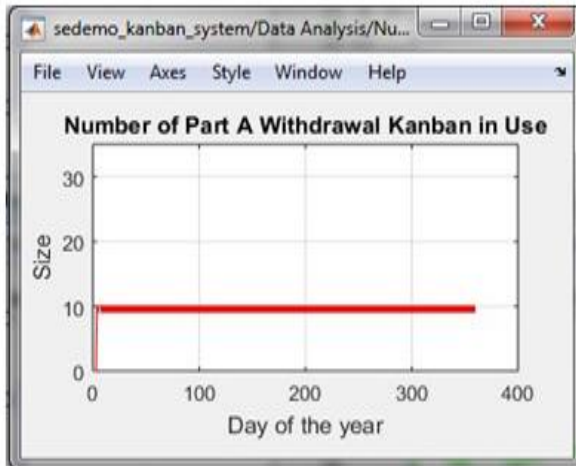 sedemo_kanban_system/Data Analysis/Nu...
File View Axes Style Window Help
Number of Part A Withdrawal Kanban in Use
30
20
10
0
Size
0 100 200 300 400
Day of the year